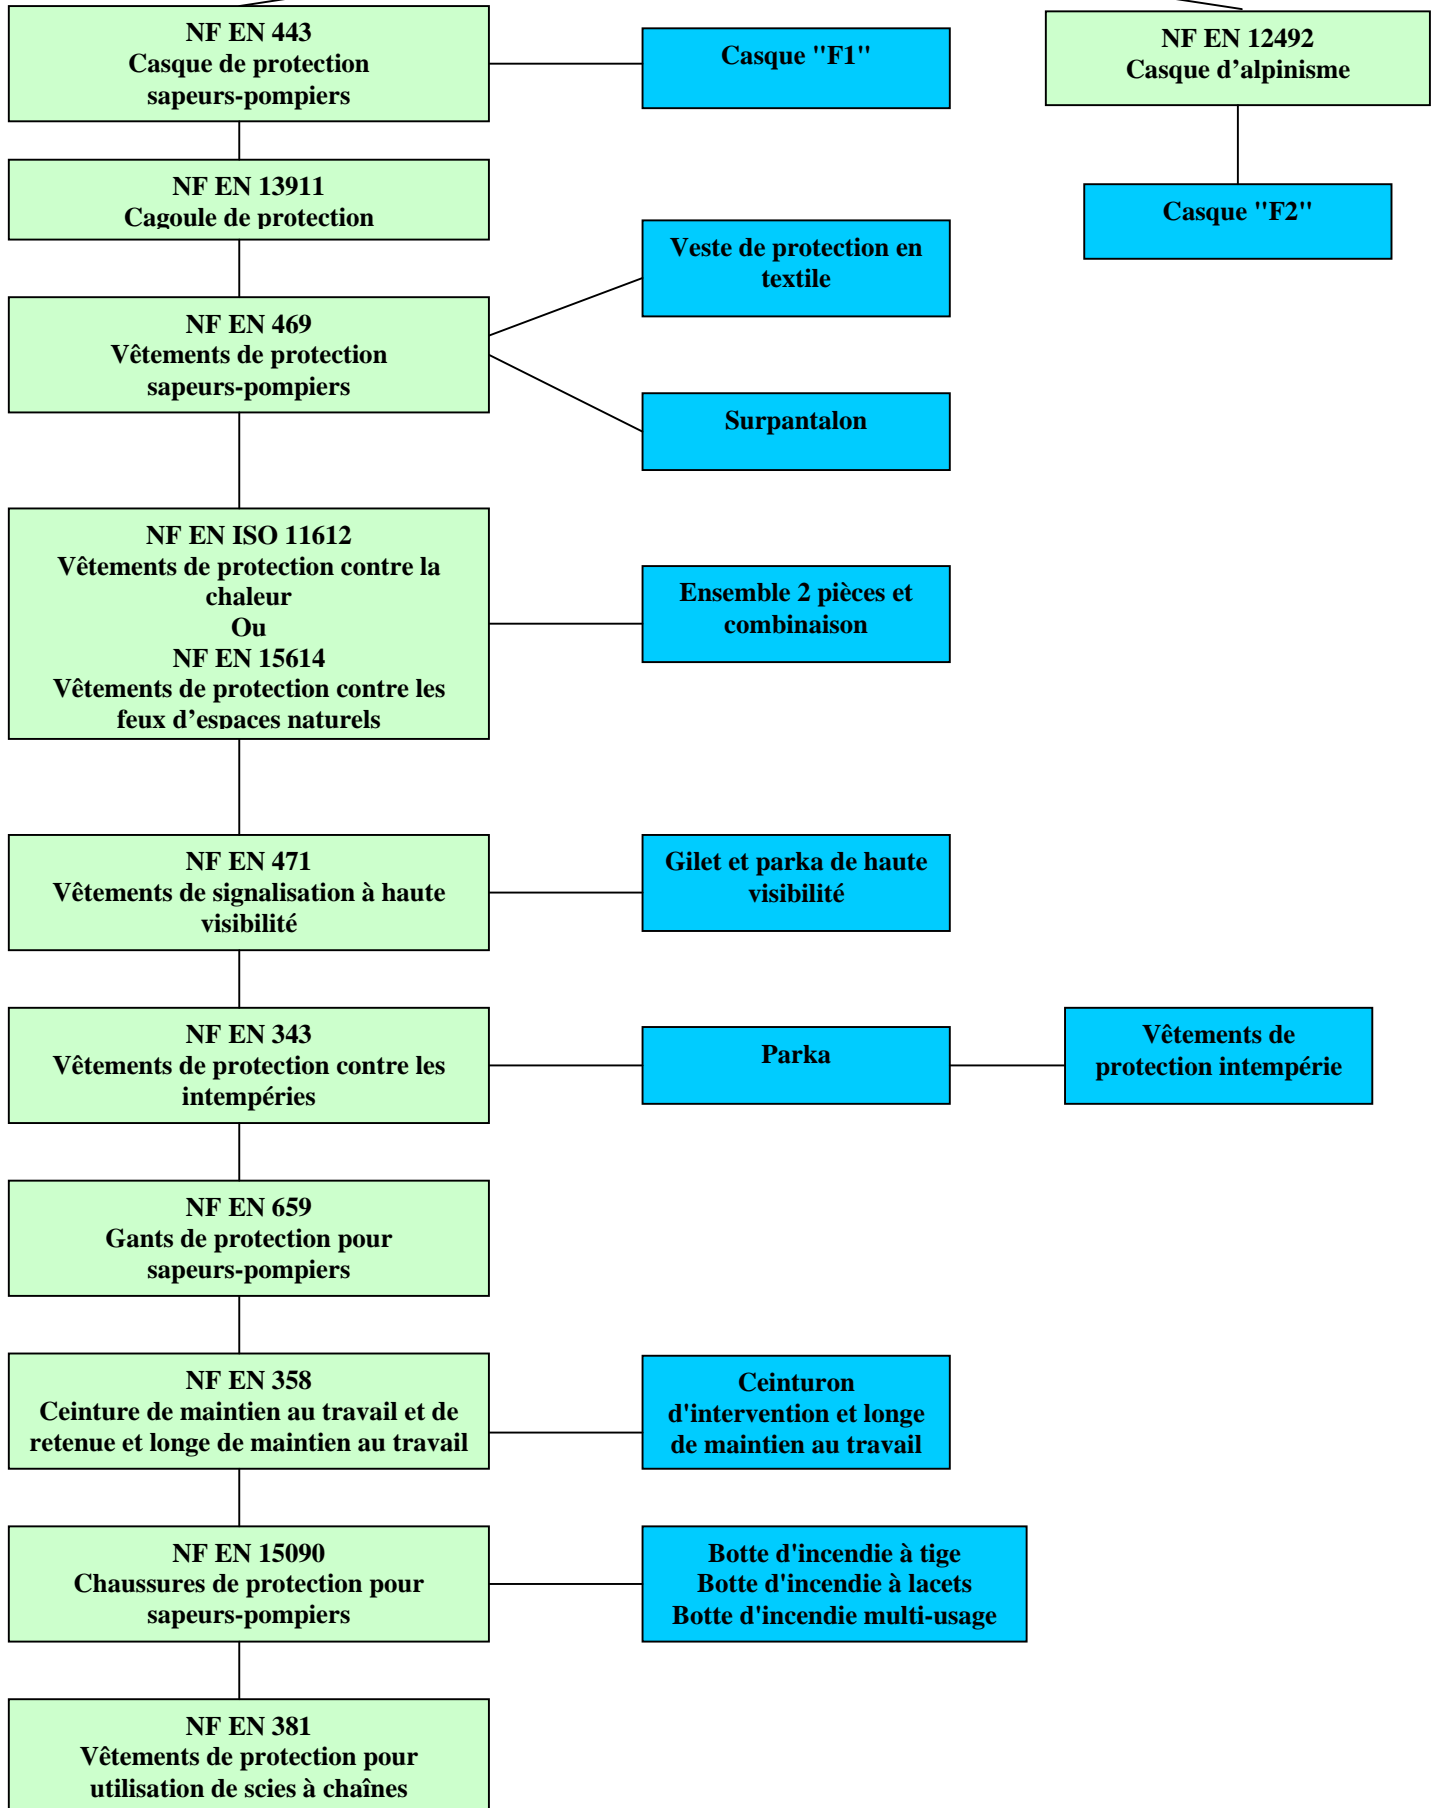 NF EN 443
Casque de protection
sapeurs-pompiers
Casque "F1"
NF EN 12492
Casque d’alpinisme
Casque "F2"
NF EN 13911
Cagoule de protection
NF EN 469
Vêtements de protection
sapeurs-pompiers
Veste de protection en
textile
Surpantalon
NF EN ISO 11612
Vêtements de protection contre la
chaleur
Ou
NF EN 15614
Vêtements de protection contre les
feux d’espaces naturels
Ensemble 2 pièces et
combinaison
NF EN 471
Vêtements de signalisation à haute
visibilité
Gilet et parka de haute
visibilité
NF EN 343
Vêtements de protection contre les
intempéries
Parka
Vêtements de
protection intempérie
NF EN 659
Gants de protection pour
sapeurs-pompiers
NF EN 358
Ceinture de maintien au travail et de
retenue et longe de maintien au travail
Ceinturon
d'intervention et longe
de maintien au travail
NF EN 15090
Chaussures de protection pour
sapeurs-pompiers
Botte d'incendie à tige
Botte d'incendie à lacets
Botte d'incendie multi-usage
NF EN 381
Vêtements de protection pour
utilisation de scies à chaînes